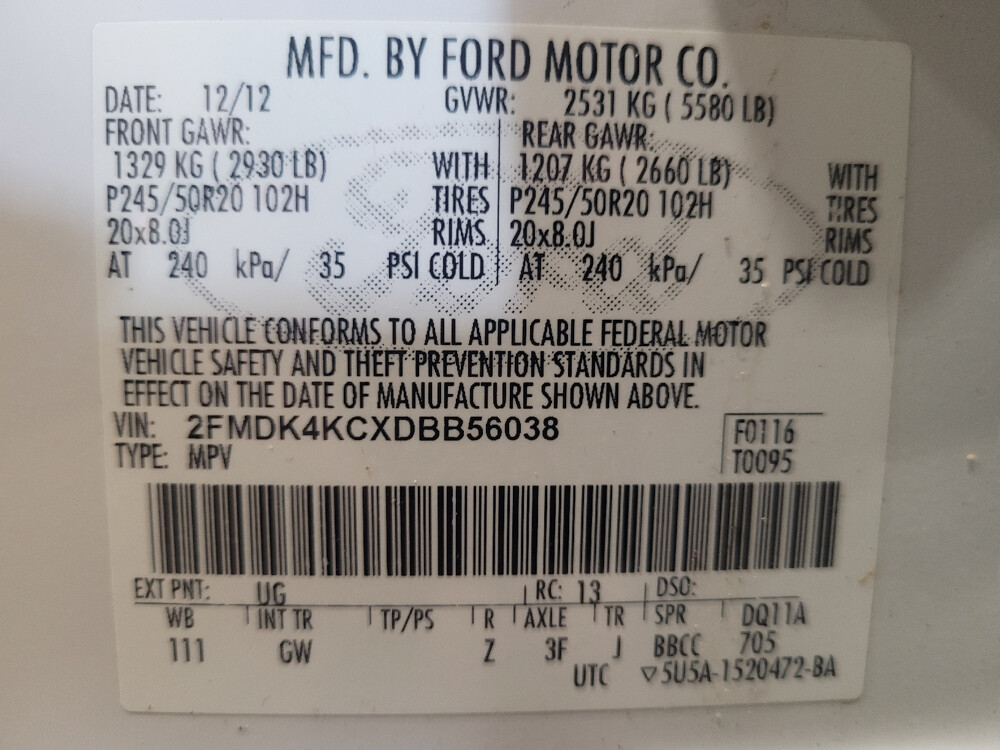 MFD. BY FORD MOTOR CO.
DATE: 12/12 GVWR: 2531 KG ( 5580 LB)
FRONT GAWR: REAR GAWR:
1329 KG ( 2930 LB) WITH 1207 KG ( 2660 LB) WITH
P245/50R20 102H TIRES P245/50R20 102H TIRES
20x8.0J RIMS 20x8.0J RIMS
AT 240 kPa/ 35 PSI COLD AT 240 kPa/ 35 PSI COLD
THIS VEHICLE CONFORMS TO ALL APPLICABLE FEDERAL MOTOR
VEHICLE SAFETY AND THEFT PREVENTION STANDARDS IN
EFFECT ON THE DATE OF MANUFACTURE SHOWN ABOVE.
VIN: 2FMDK4KCXDBB56038 F0116
TYPE: MPV T0095
EXT PNT: UG RC: 13 DSO:
WB INT TR TP/PS R AXLE TR SPR DQ11A
111 GW Z 3F J BBCC 705
UTC ▽5U5A-1520472-BA